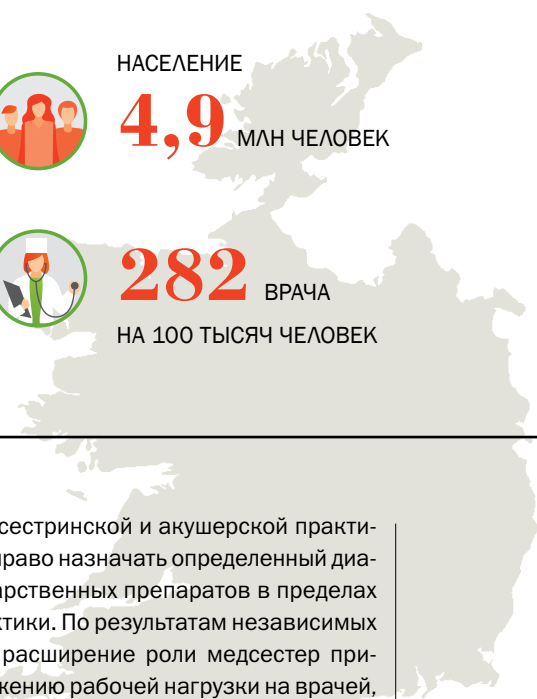 НАСЕЛЕНИЕ
4,9 МЛН ЧЕЛОВЕК
282 ВРАЧА
НА 100 ТЫСЯЧ ЧЕЛОВЕК
сестринской и акушерской практи-
право назначать определенный диа-
арственных препаратов в пределах
ктики. По результатам независимых
расширение роли медсестер при-
жению рабочей нагрузки на врачей,